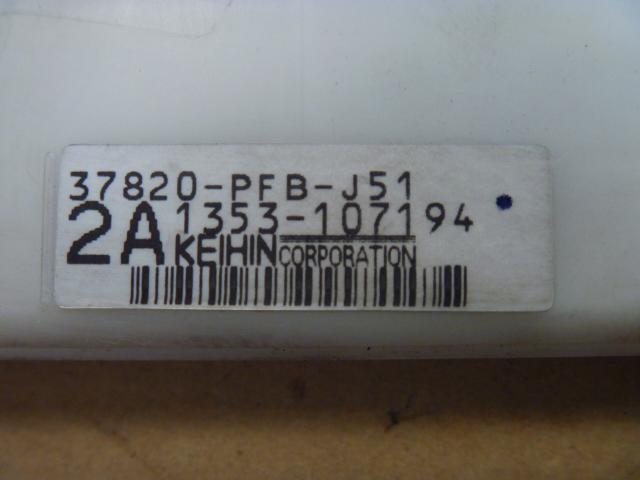 37820-PFB-J51
2A 1353-107194
KEIHIN CORPORATION